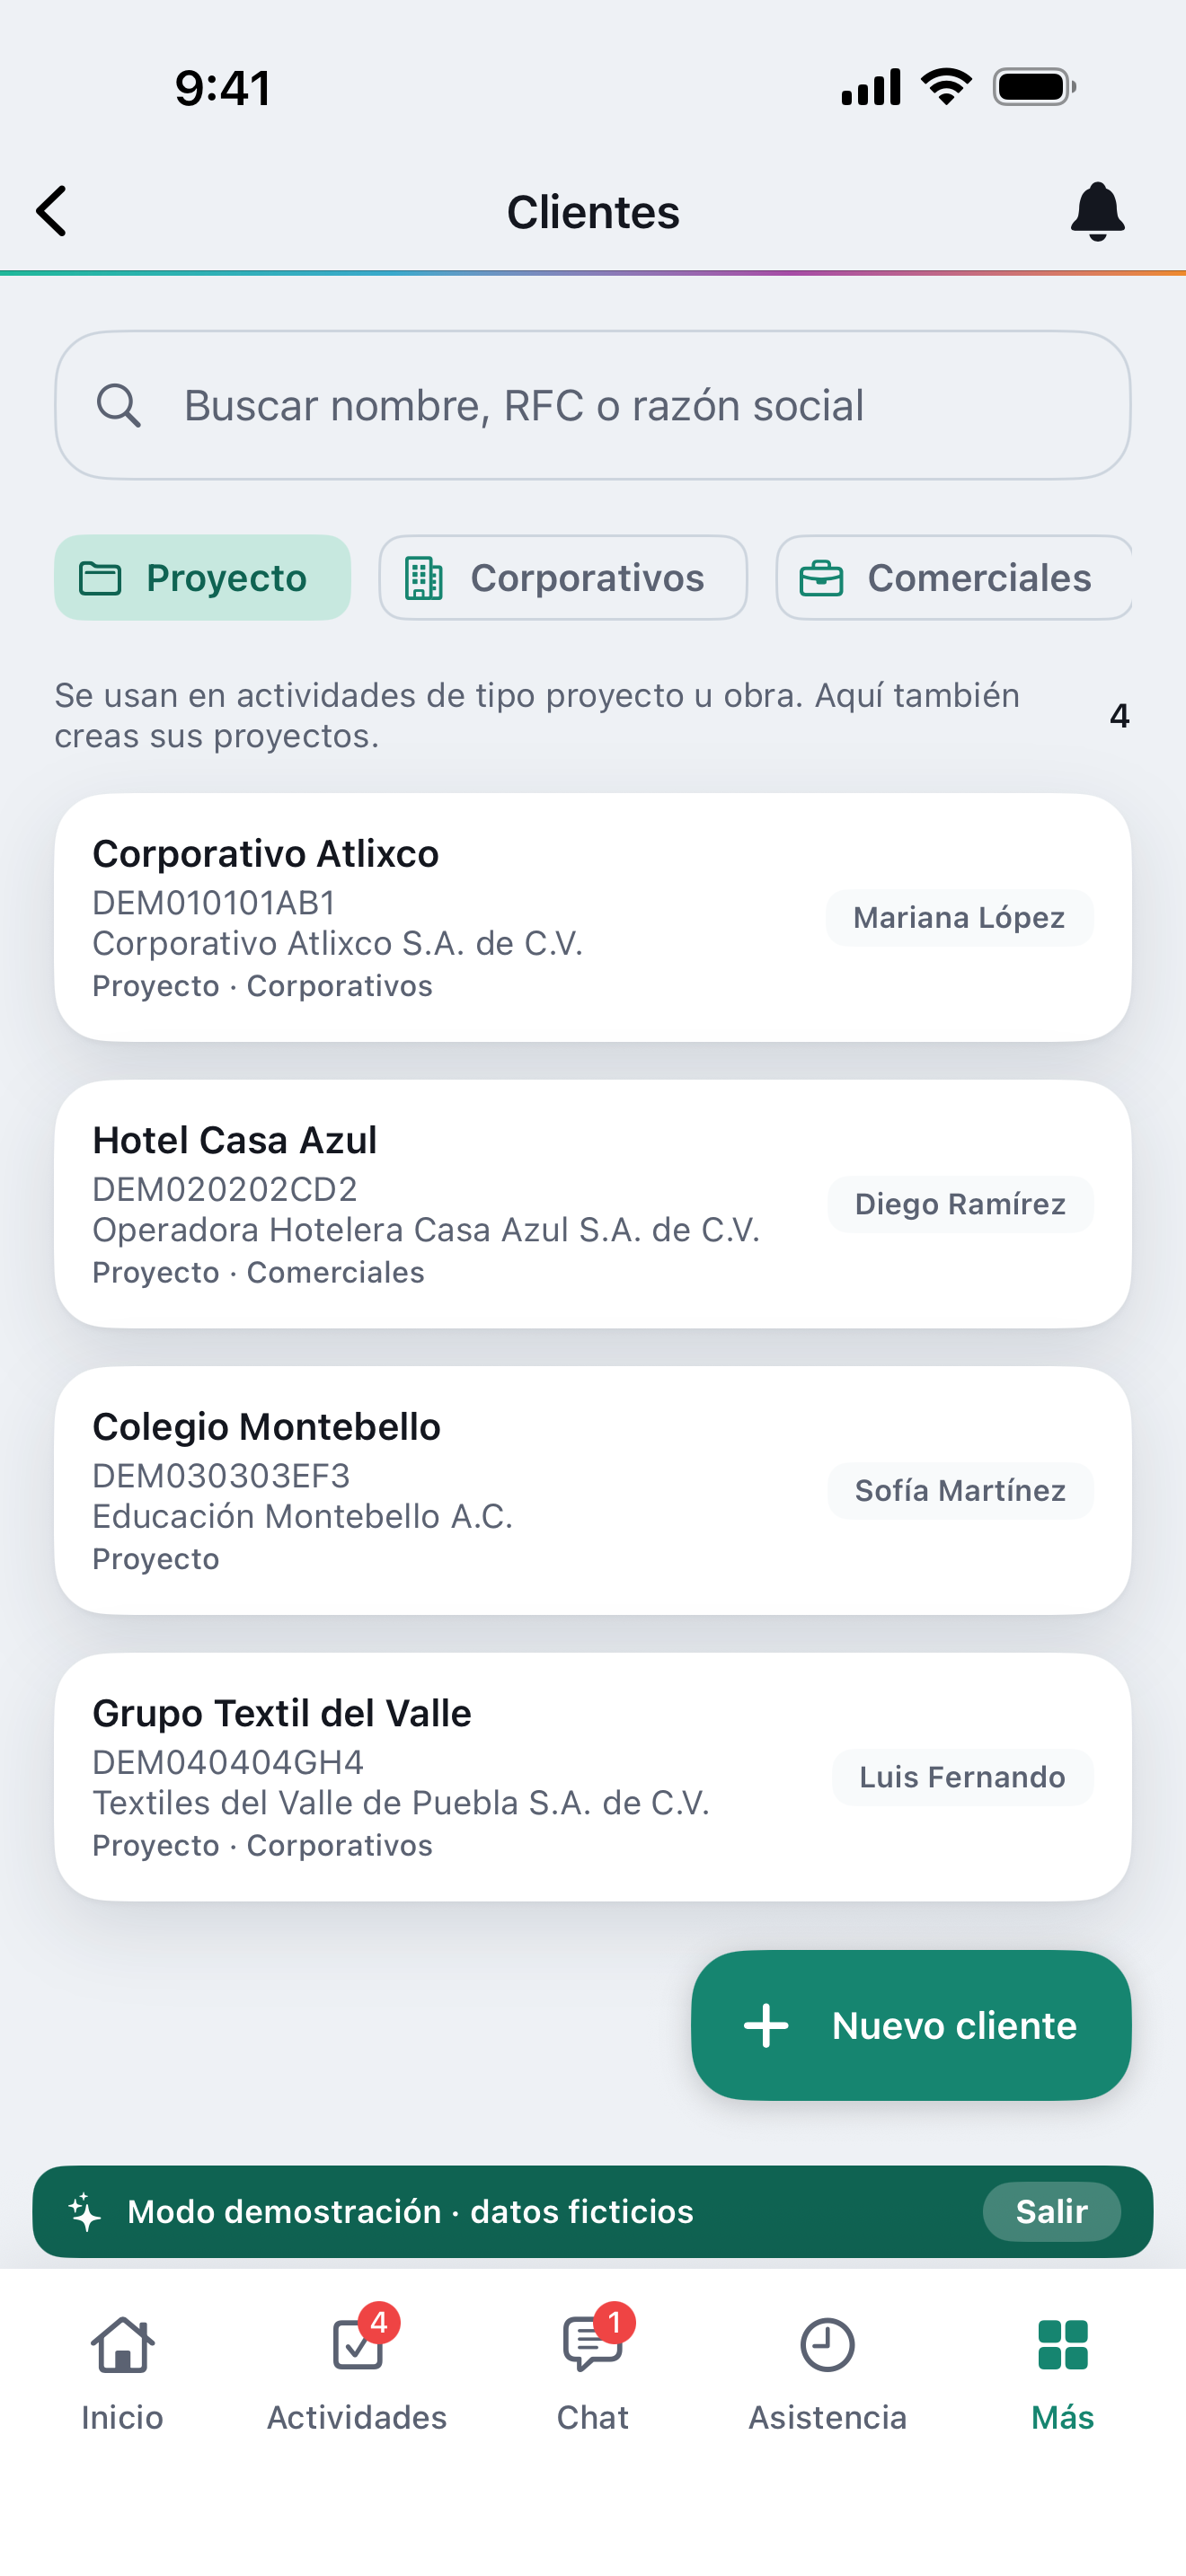 9:41
Clientes
Buscar nombre, RFC o razón social
Proyecto
Corporativos
Comerciales
Se usan en actividades de tipo proyecto u obra. Aquí también
creas sus proyectos.
4
Corporativo Atlixco
DEM010101AB1
Corporativo Atlixco S.A. de C.V.
Proyecto · Corporativos
Mariana López
Hotel Casa Azul
DEM020202CD2
Operadora Hotelera Casa Azul S.A. de C.V.
Proyecto · Comerciales
Diego Ramírez
Colegio Montebello
DEM030303EF3
Educación Montebello A.C.
Proyecto
Sofía Martínez
Grupo Textil del Valle
DEM040404GH4
Textiles del Valle de Puebla S.A. de C.V.
Proyecto · Corporativos
Luis Fernando
Nuevo cliente
Modo demostración · datos ficticios
Salir
4
1
Inicio
Actividades
Chat
Asistencia
Más